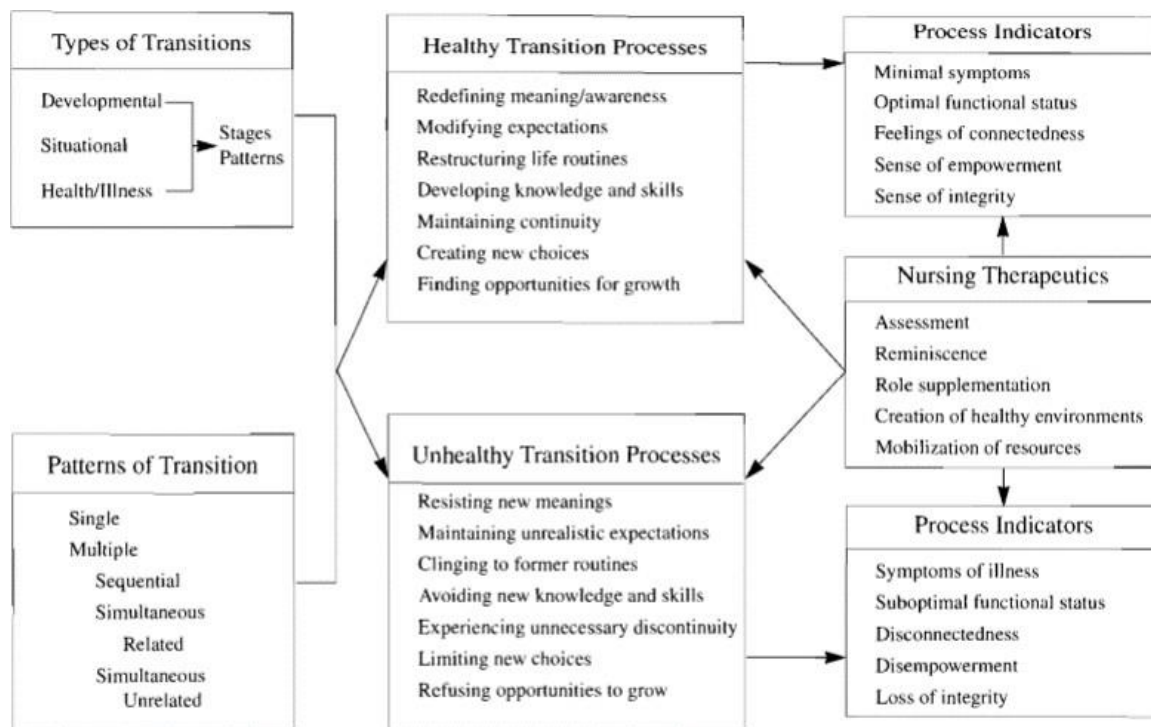 Types of Transitions
Developmental
Situational
Health/Illness
Stages
Patterns
Patterns of Transition
Single
Multiple
Sequential
Simultaneous
Related
Simultaneous
Unrelated
Healthy Transition Processes
Redefining meaning/awareness
Modifying expectations
Restructuring life routines
Developing knowledge and skills
Maintaining continuity
Creating new choices
Finding opportunities for growth
Unhealthy Transition Processes
Resisting new meanings
Maintaining unrealistic expectations
Clinging to former routines
Avoiding new knowledge and skills
Experiencing unnecessary discontinuity
Limiting new choices
Refusing opportunities to grow
Process Indicators
Minimal symptoms
Optimal functional status
Feelings of connectedness
Sense of empowerment
Sense of integrity
Nursing Therapeutics
Assessment
Reminiscence
Role supplementation
Creation of healthy environments
Mobilization of resources
Process Indicators
Symptoms of illness
Suboptimal functional status
Disconnectedness
Disempowerment
Loss of integrity